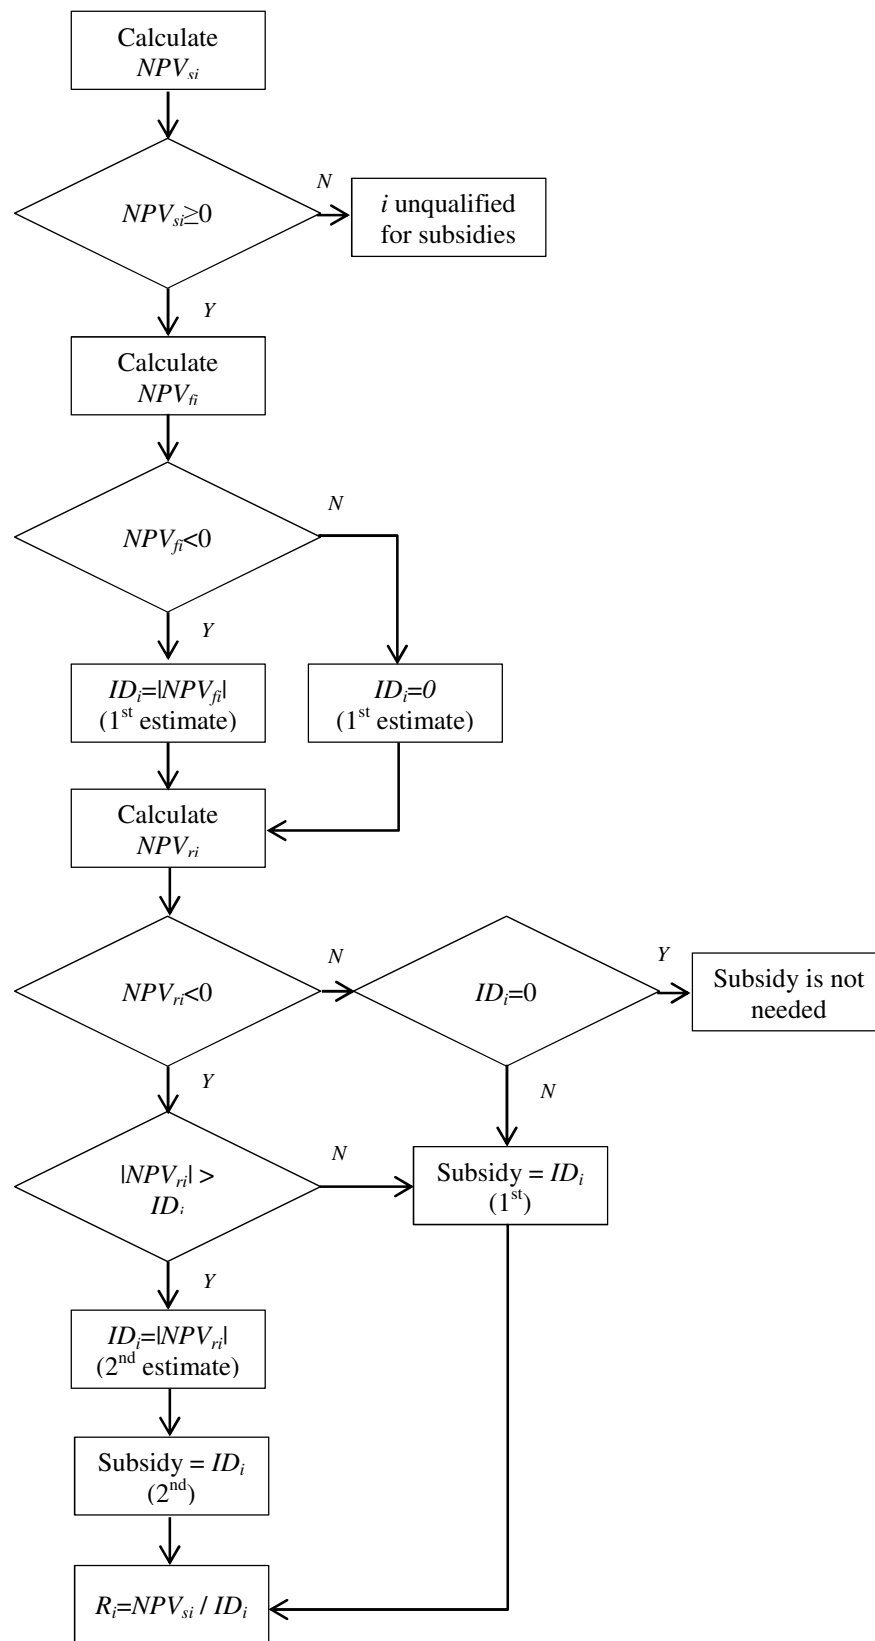 Calculate
NPVsi
NPVsi≥0
N
i unqualified
for subsidies
Y
Calculate
NPVfi
NPVfi<0
N
Y
IDi=|NPVfi|
(1st estimate)
IDi=0
(1st estimate)
Calculate
NPVri
NPVri<0
N
IDi=0
Y
Subsidy is not
needed
Y
N
|NPVri| >
IDi
N
Subsidy = IDi
(1st)
Y
IDi=|NPVri|
(2nd estimate)
Subsidy = IDi
(2nd)
Ri=NPVsi / IDi